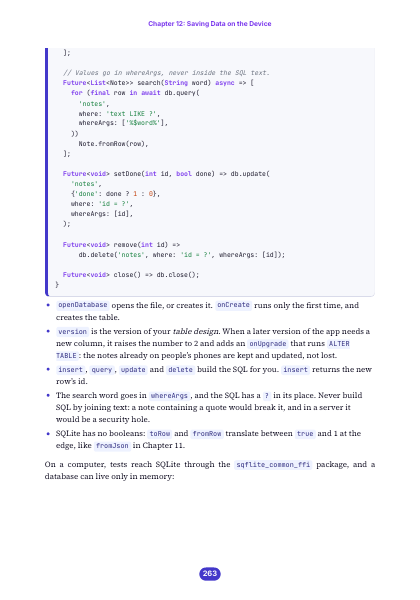 Chapter 12: Saving Data on the Device
];
// Values go in whereArgs, never inside the SQL text.
Future<List<Note>> search(String word) async => [
for (final row in await db.query(
'notes',
where: 'text LIKE ?',
whereArgs: ['%$word%'],
))
Note.fromRow(row),
];
Future<void> setDone(int id, bool done) => db.update(
'notes',
{'done': done ? 1 : 0},
where: 'id = ?',
whereArgs: [id],
);
Future<void> remove(int id) =>
db.delete('notes', where: 'id = ?', whereArgs: [id]);
Future<void> close() => db.close();
}
• openDatabase opens the file, or creates it. onCreate runs only the first time, and
creates the table.
• version is the version of your table design. When a later version of the app needs a
new column, it raises the number to 2 and adds an onUpgrade that runs ALTER
TABLE: the notes already on people's phones are kept and updated, not lost.
• insert, query, update and delete build the SQL for you. insert returns the new
row's id.
• The search word goes in whereArgs, and the SQL has a ? in its place. Never build
SQL by joining text: a note containing a quote would break it, and in a server it
would be a security hole.
• SQLite has no booleans: toRow and fromRow translate between true and 1 at the
edge, like fromJson in Chapter 11.
On a computer, tests reach SQLite through the sqflite_common_ffi package, and a
database can live only in memory:
263